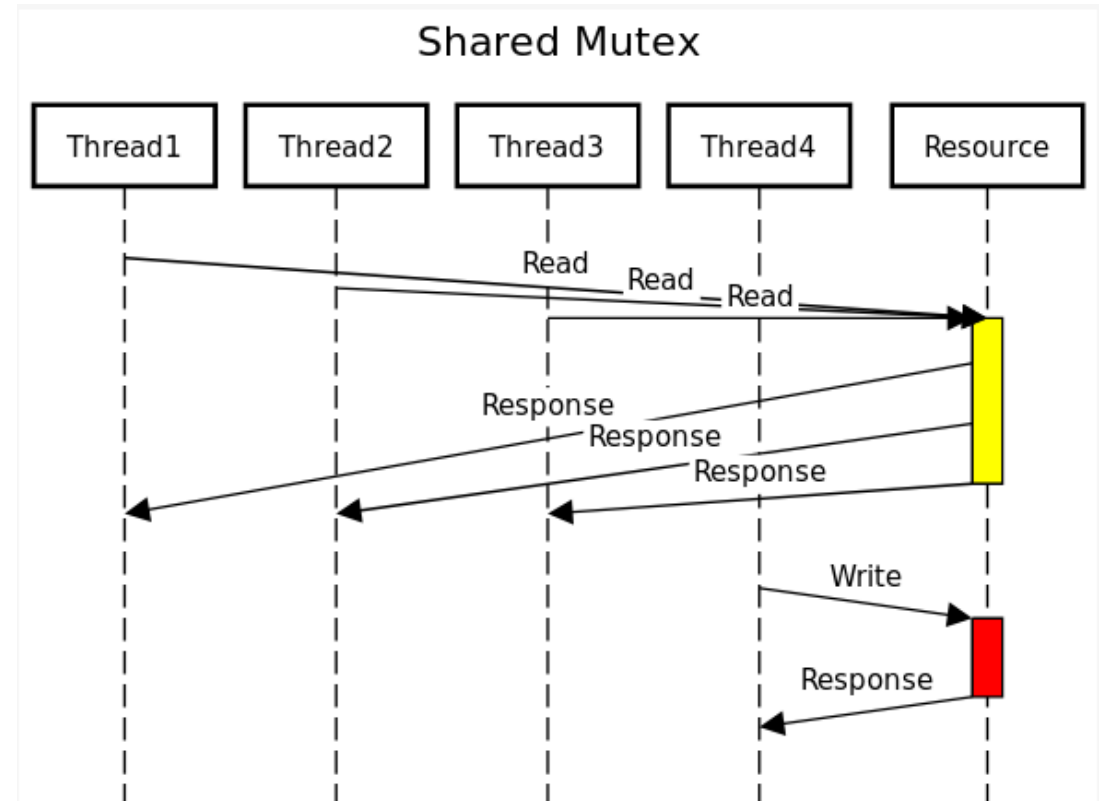 Shared Mutex
Thread1
Thread2
Thread3
Thread4
Resource
Read
Read
Read
Response
Response
Response
Write
Response